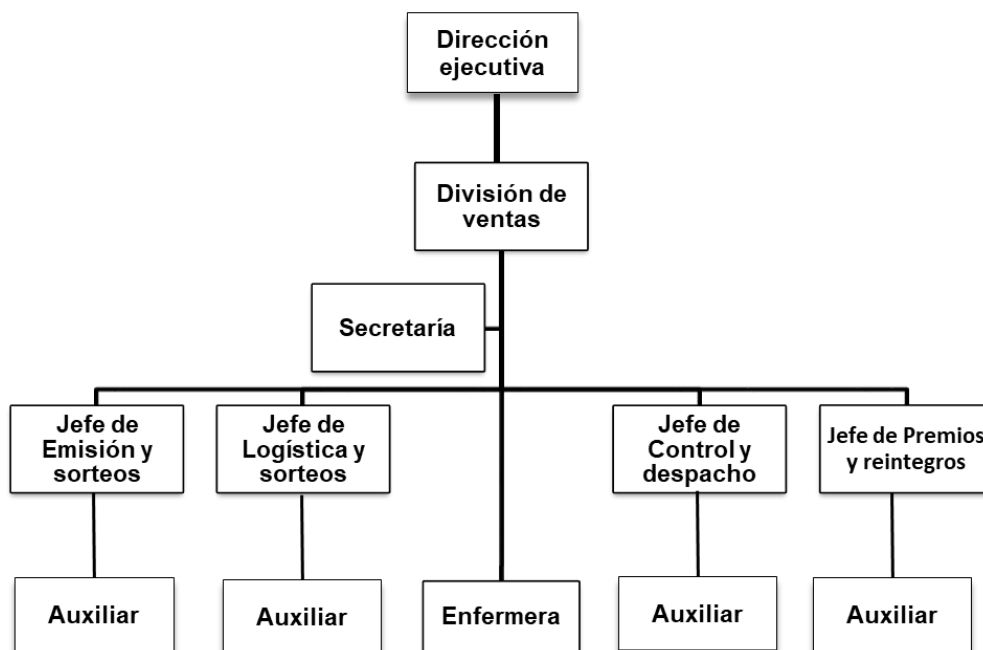 Dirección
ejecutiva
División de
ventas
Secretaría
Jefe de
Emisión y
sorteos
Jefe de
Logística y
sorteos
Jefe de
Control y
despacho
Jefe de Premios
y reintegros
Auxiliar
Auxiliar
Enfermera
Auxiliar
Auxiliar